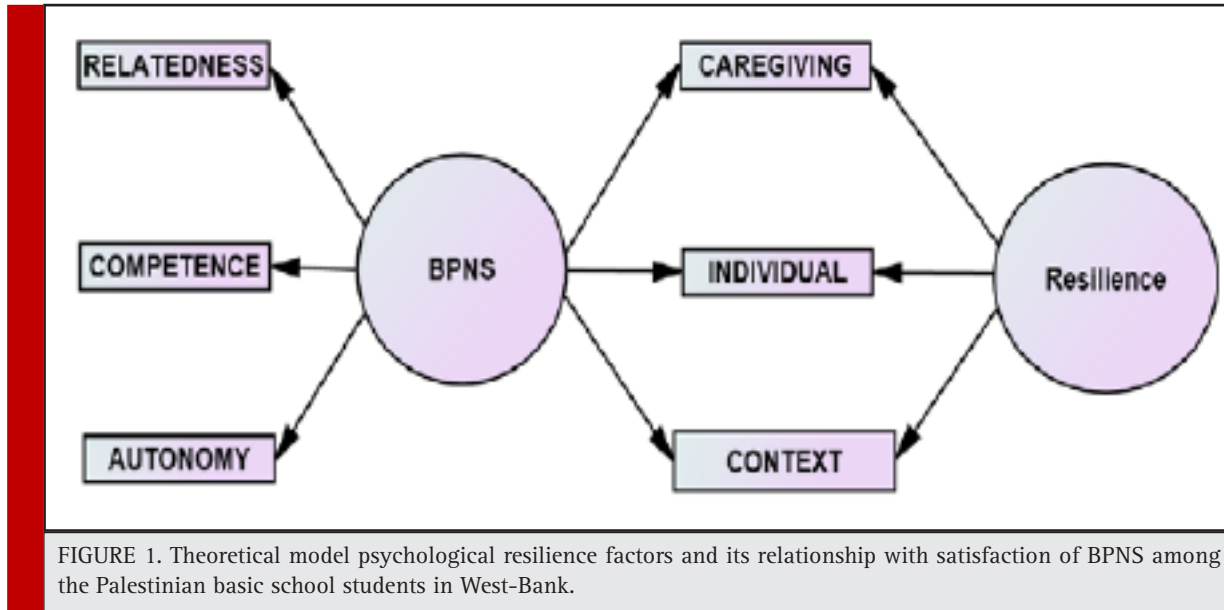 RELATEDNESS
CAREGIVING
COMPETENCE
BPNS
INDIVIDUAL
Resilience
AUTONOMY
CONTEXT
FIGURE 1. Theoretical model psychological resilience factors and its relationship with satisfaction of BPNS among
the Palestinian basic school students in West-Bank.